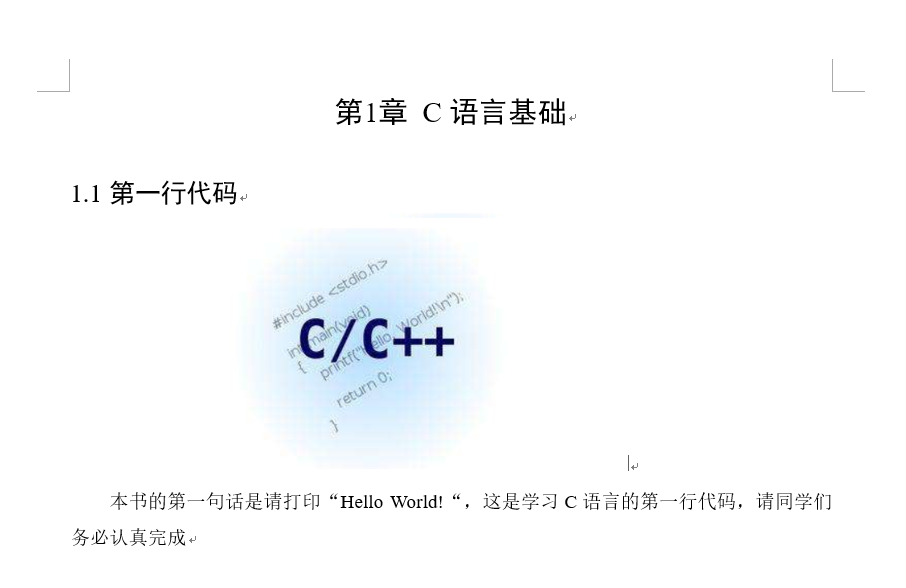 第1章 C 语言基础
1.1 第一行代码
#include <stdio.h>
int main(void)
{ printf("Hello, World!\n");
return 0;
}
C/C++
本书的第一句话是请打印“Hello World!“，这是学习 C 语言的第一行代码，请同学们
务必认真完成